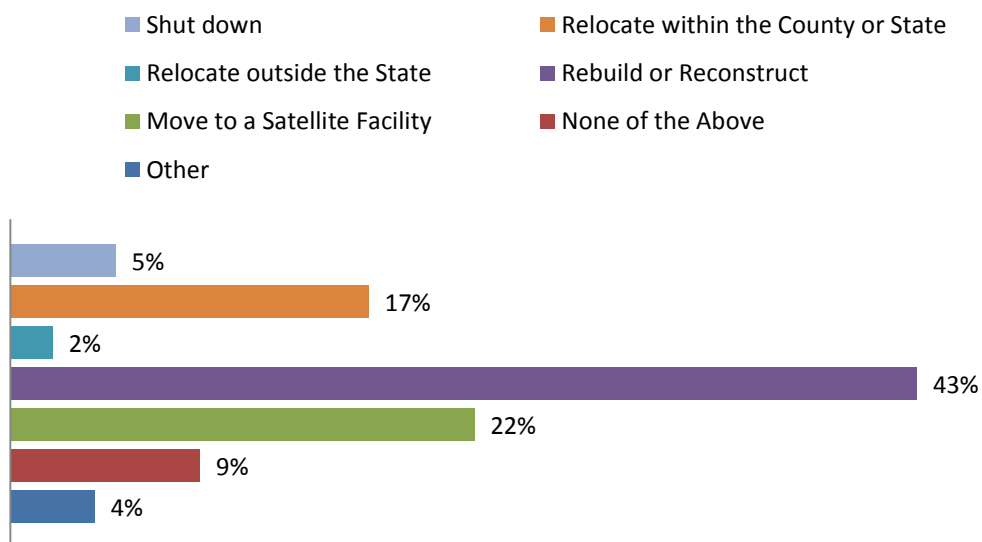 Shut down
Relocate within the County or State
Relocate outside the State
Rebuild or Reconstruct
Move to a Satellite Facility
None of the Above
Other
5%
17%
2%
43%
22%
9%
4%